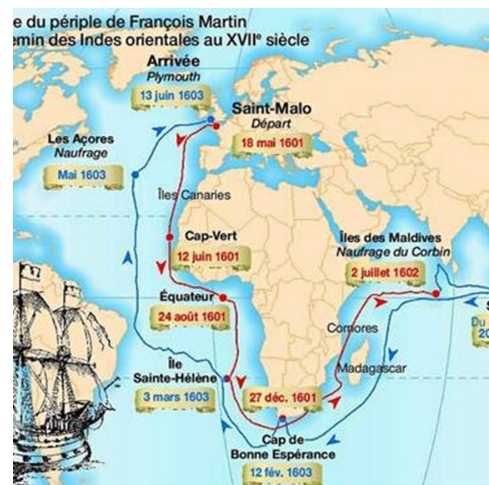 e du périple de François Martin
emin des Indes orientales au XVIIe siècle
Arrivée
Plymouth
13 juin 1603
Saint-Malo
Départ
18 mai 1601
Les Açores
Naufrage
Mai 1603
Îles Canaries
Cap-Vert
12 juin 1601
Îles des Maldives
Naufrage du Corbin
2 juillet 1602
Équateur
24 août 1601
S
Du
20
Comores
Île
Sainte-Hélène
3 mars 1603
Madagascar
27 déc. 1601
Cap de
Bonne Espérance
12 fév. 1603